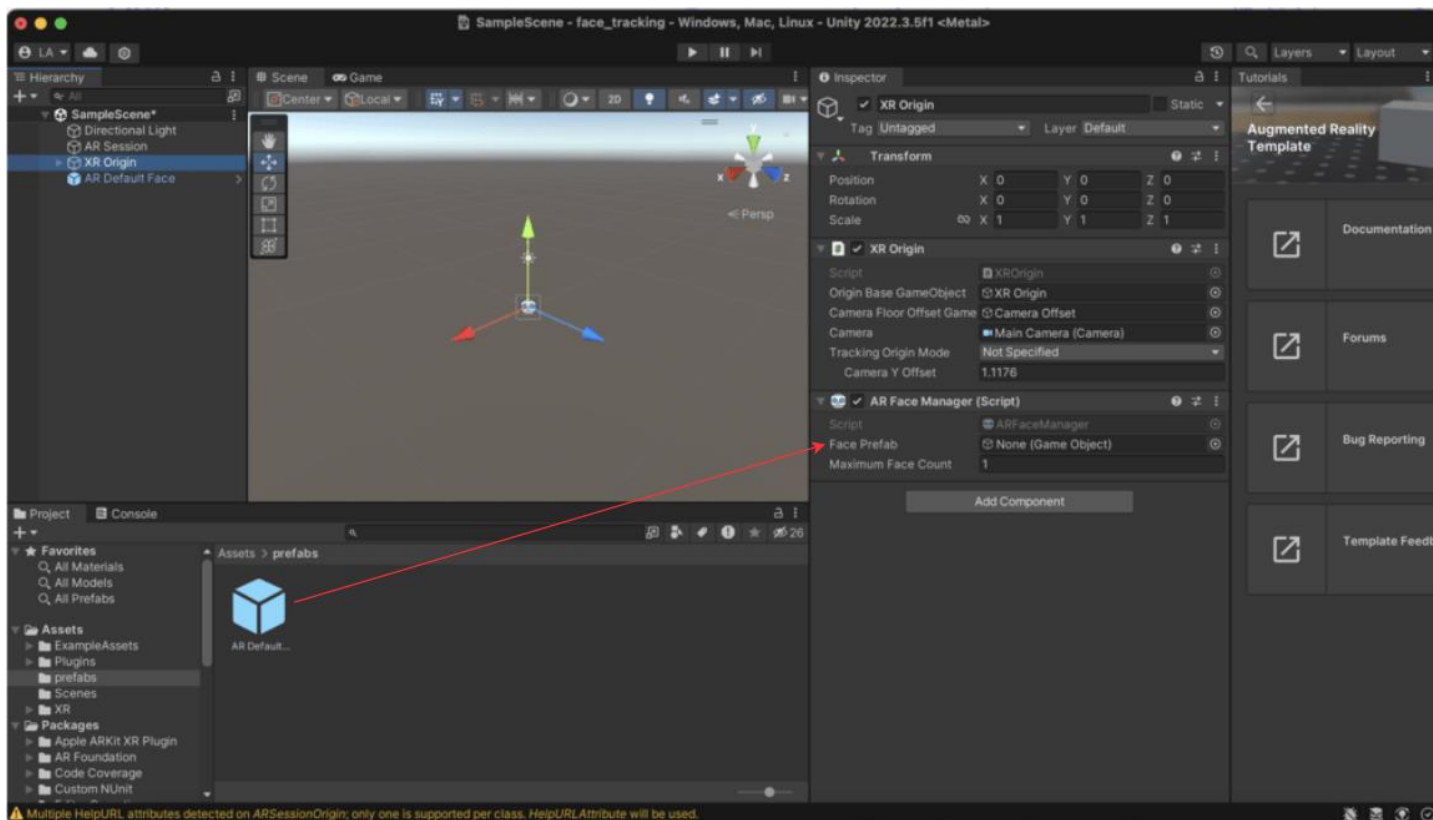 SampleScene - face_tracking - Windows, Mac, Linux - Unity 2022.3.5f1 <Metal>
LA
Layers
Layout
Hierarchy
All
SampleScene*
Directional Light
AR Session
XR Origin
AR Default Face
Scene
Game
Center
Local
2D
y
x
z
Persp
Inspector
XR Origin
Static
Tag Untagged
Layer Default
Transform
Position X 0 Y 0 Z 0
Rotation X 0 Y 0 Z 0
Scale X 1 Y 1 Z 1
XR Origin
Script XROrigin
Origin Base GameObject XR Origin
Camera Floor Offset Game Camera Offset
Camera Main Camera (Camera)
Tracking Origin Mode Not Specified
Camera Y Offset 1.1176
AR Face Manager (Script)
Script ARFaceManager
Face Prefab None (Game Object)
Maximum Face Count 1
Add Component
Tutorials
Augmented Reality
Template
Documentation
Forums
Bug Reporting
Template Feedb
Project
Console
26
Favorites
All Materials
All Models
All Prefabs
Assets
ExampleAssets
Plugins
prefabs
Scenes
XR
Packages
Apple ARKit XR Plugin
AR Foundation
Code Coverage
Custom NUnit
Assets > prefabs
AR Default...
Multiple HelpURL attributes detected on ARSessionOrigin; only one is supported per class. HelpURLAttribute will be used.